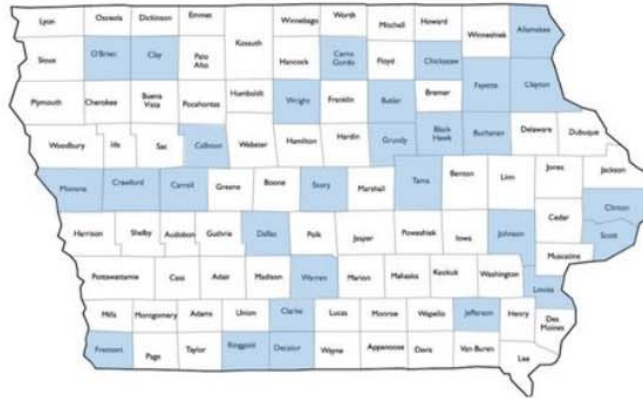 Lyon Osceola Dickinson Emmet Winnebago Worth Mitchell Howard Winneshiek Allamakee
Kossuth
Sioux O'Brien Clay Palo Alto Hancock Cerro Gordo Floyd Chickasaw Fayette Clayton
Plymouth Cherokee Buena Vista Pocahontas Humboldt Wright Franklin Butler Bremer
Woodbury Ida Sac Calhoun Webster Hamilton Hardin Grundy Black Hawk Buchanan Delaware Dubuque
Monona Crawford Carroll Greene Boone Story Marshall Tama Benton Linn Jones Jackson
Clinton
Harrison Shelby Audubon Guthrie Dallas Polk Jasper Poweshiek Iowa Johnson Cedar Scott
Muscatine
Pottawattamie Cass Adair Madison Warren Marion Mahaska Keokuk Washington Louisa
Mills Montgomery Adams Union Clarke Lucas Monroe Wapello Jefferson Henry Des Moines
Fremont Page Taylor Ringgold Decatur Wayne Appanoose Davis Van Buren Lee